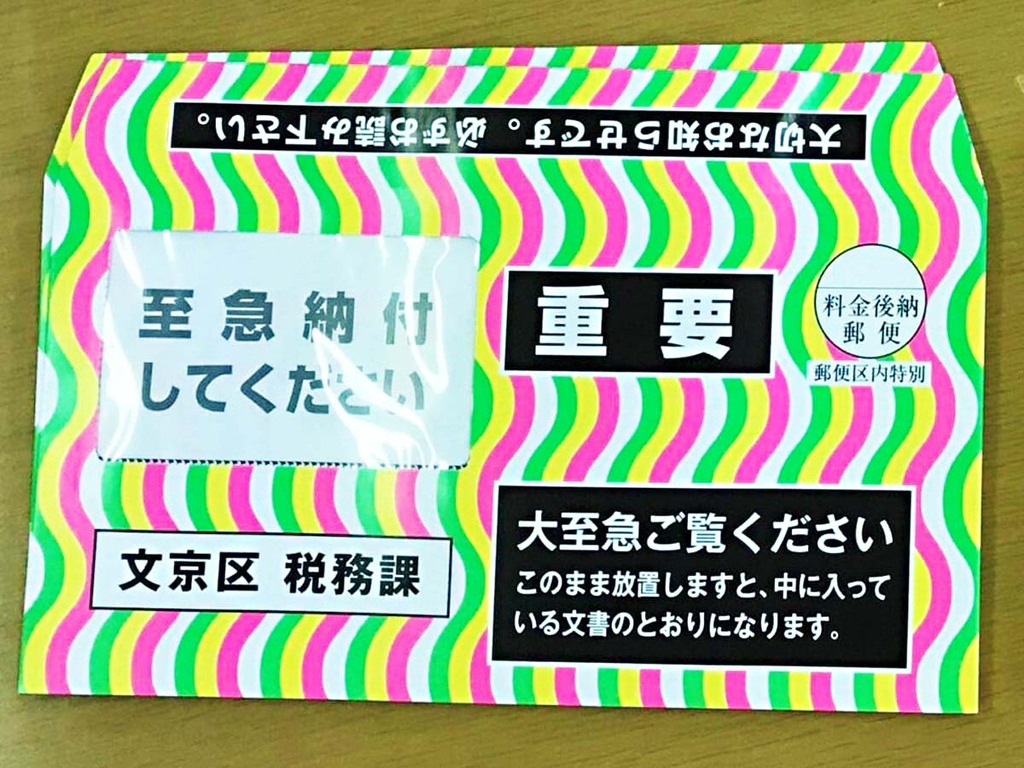 大切なお知らせです。必ずお読み下さい。
至急納付
してください
重要
料金後納
郵便
郵便区内特別
文京区 税務課
大至急ご覧ください
このまま放置しますと、中に入って
いる文書のとおりになります。